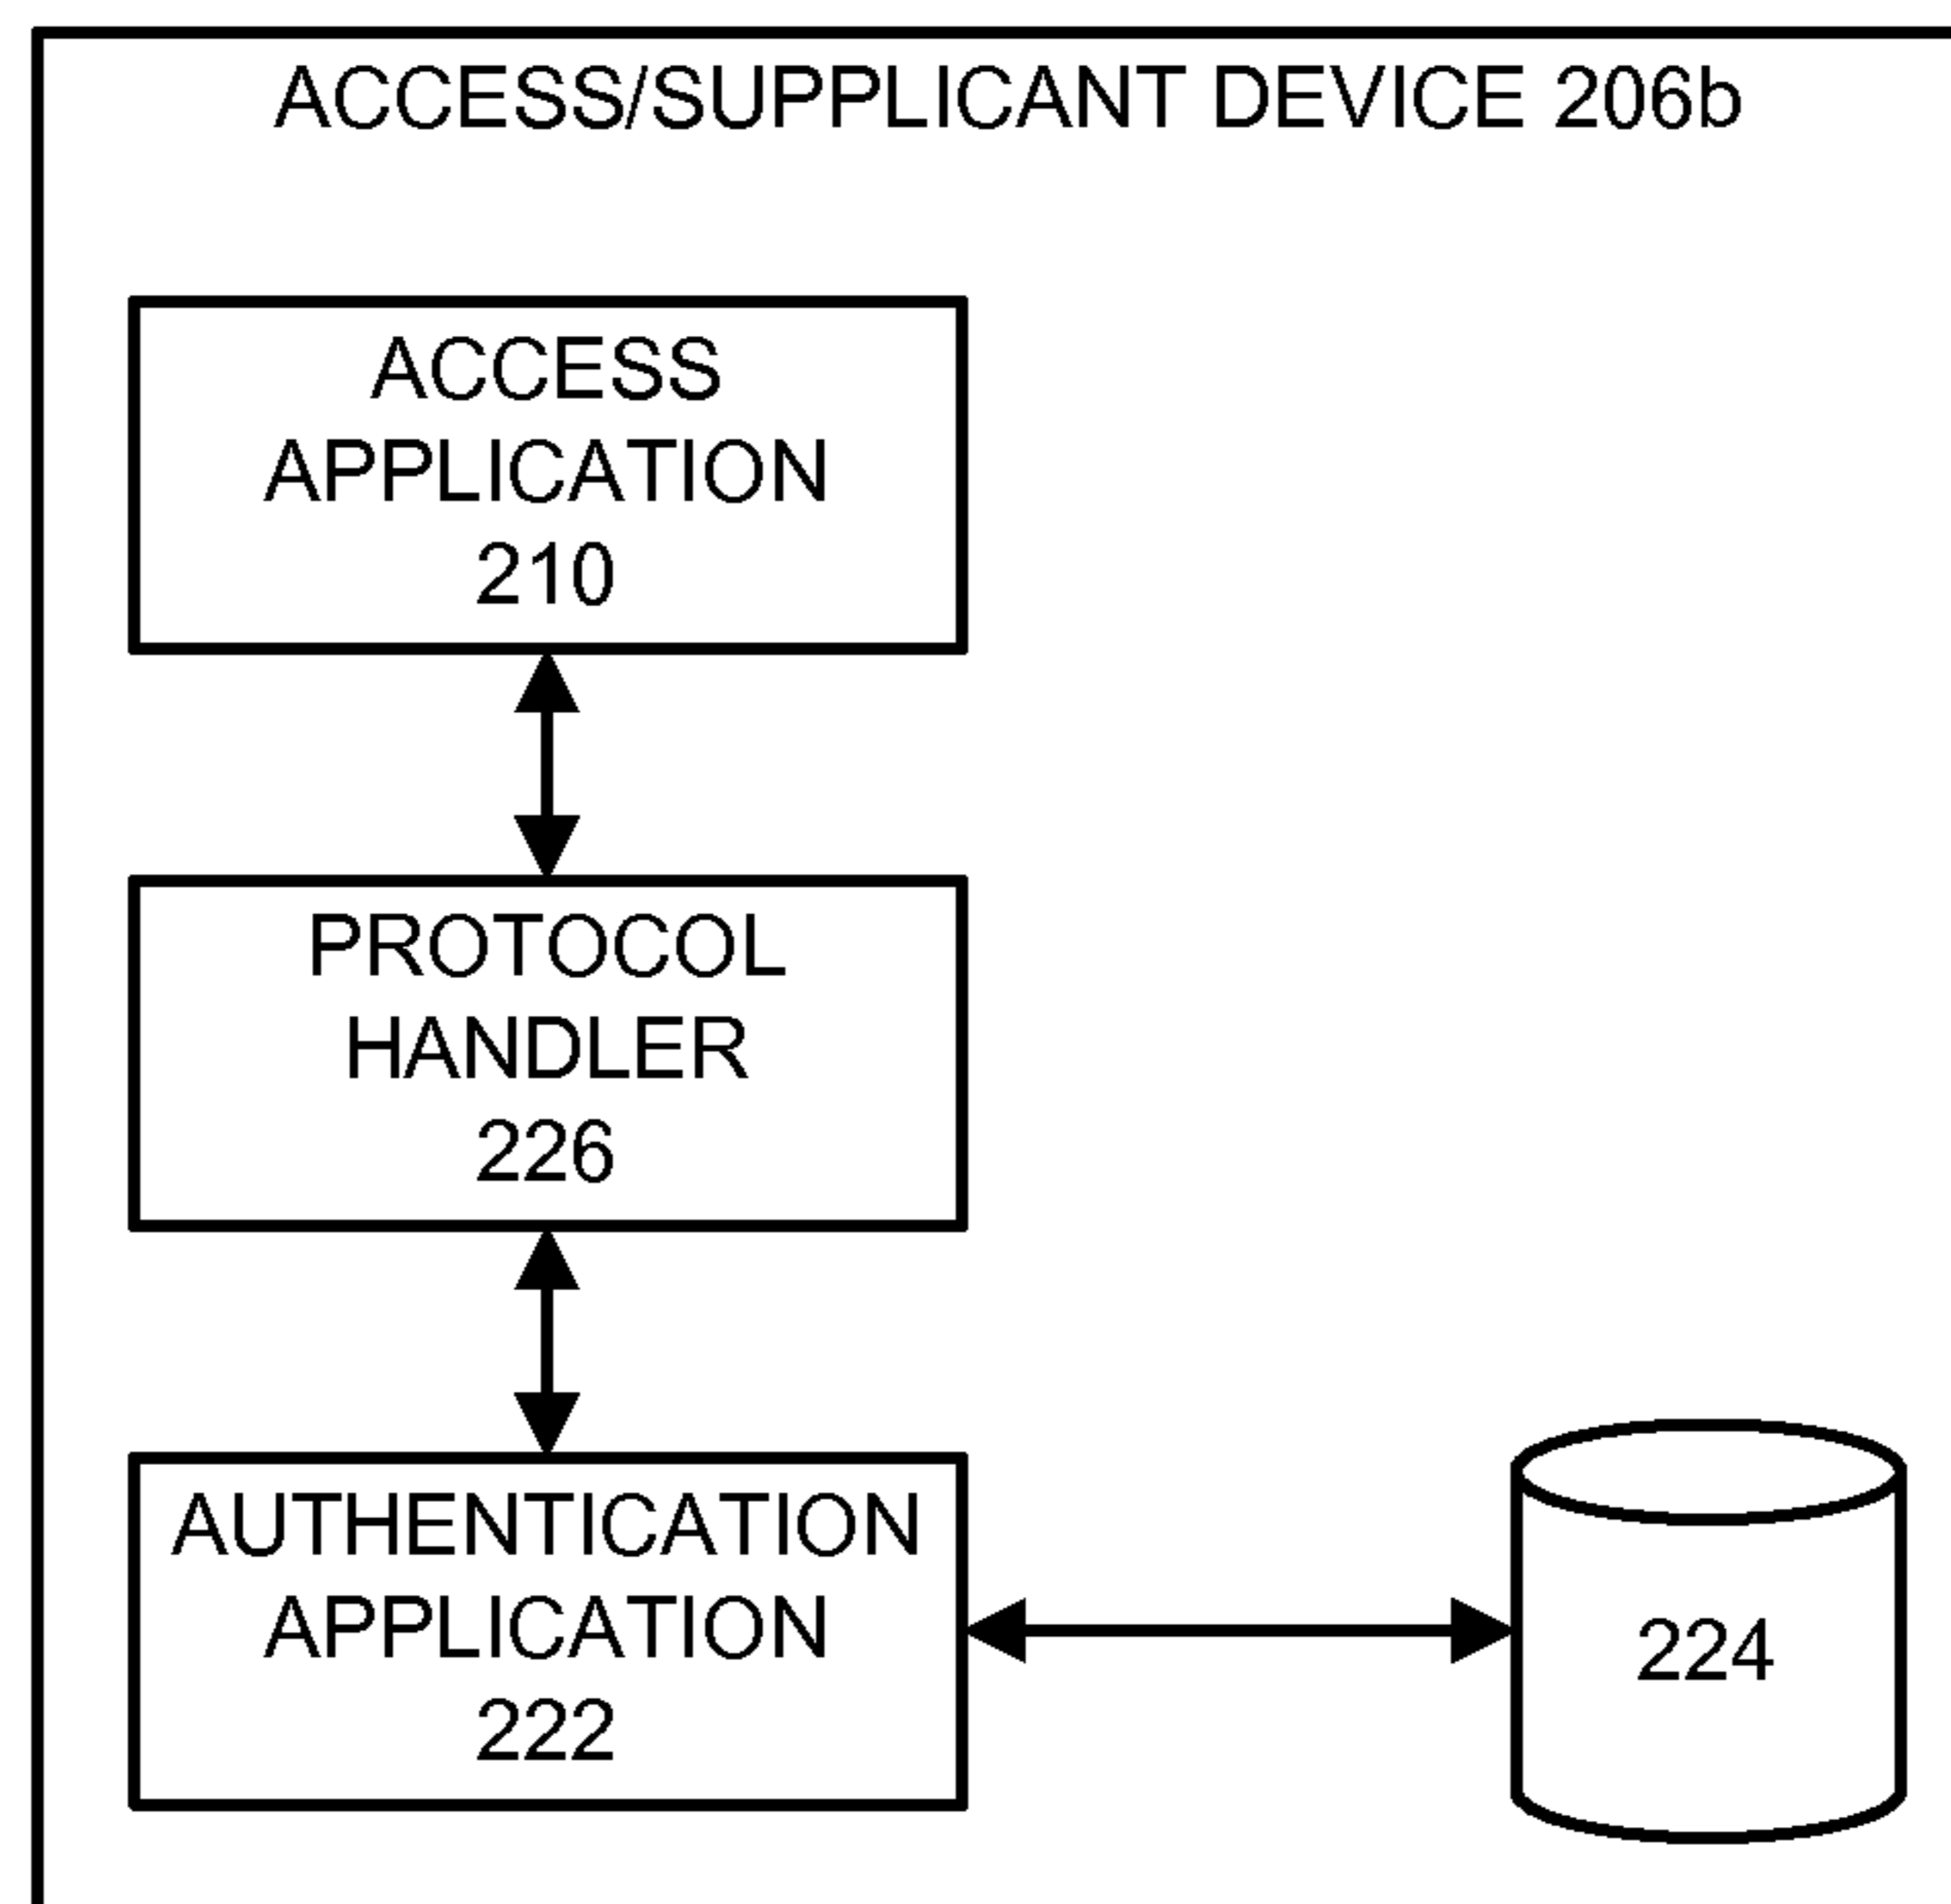 ACCESS/SUPPLICANT DEVICE 206b
ACCESS
APPLICATION
210
PROTOCOL
HANDLER
226
AUTHENTICATION
APPLICATION
222
224